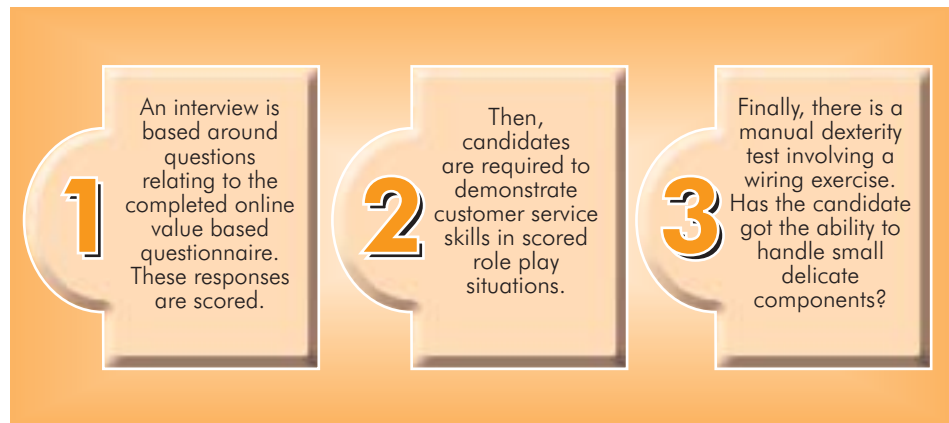 1
An interview is
based around
questions
relating to the
completed online
value based
questionnaire.
These responses
are scored.
2
Then,
candidates
are required to
demonstrate
customer service
skills in scored
role play
situations.
3
Finally, there is a
manual dexterity
test involving a
wiring exercise.
Has the candidate
got the ability to
handle small
delicate
components?